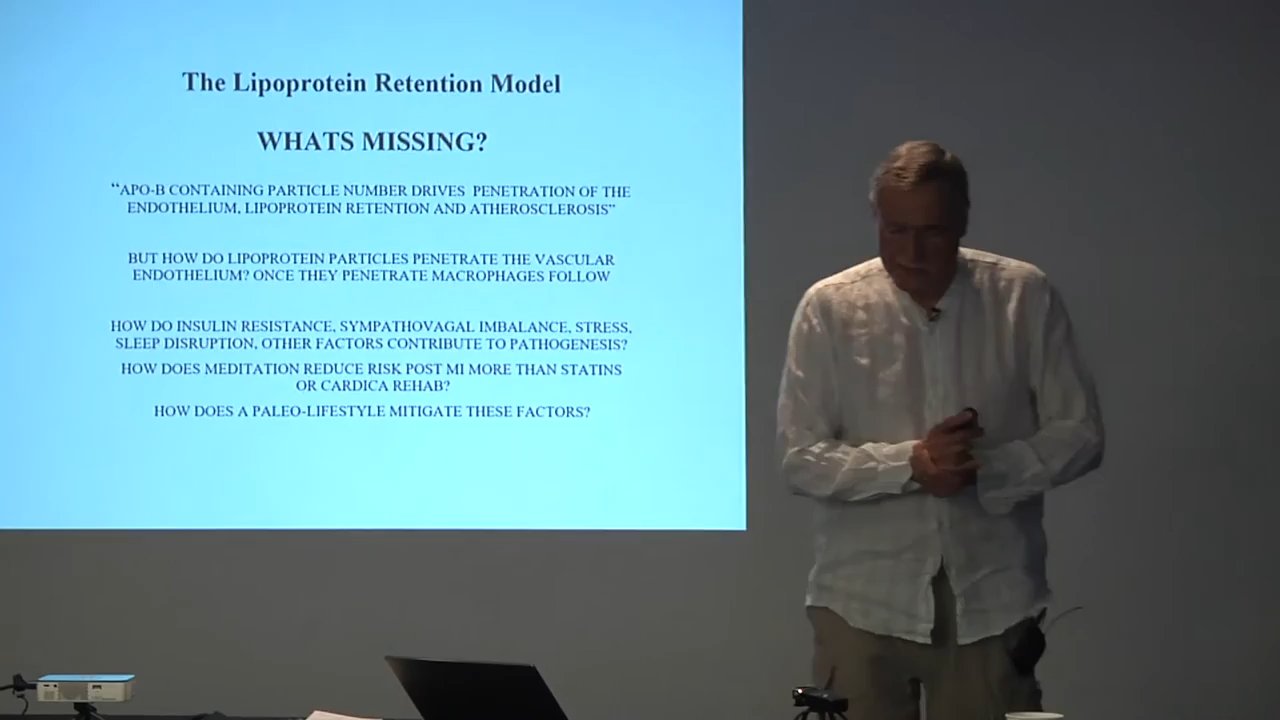 The Lipoprotein Retention Model
WHATS MISSING?
“APO-B CONTAINING PARTICLE NUMBER DRIVES PENETRATION OF THE
ENDOTHELIUM, LIPOPROTEIN RETENTION AND ATHEROSCLEROSIS”
BUT HOW DO LIPOPROTEIN PARTICLES PENETRATE THE VASCULAR
ENDOTHELIUM? ONCE THEY PENETRATE MACROPHAGES FOLLOW
HOW DO INSULIN RESISTANCE, SYMPATHOVAGAL IMBALANCE, STRESS,
SLEEP DISRUPTION, OTHER FACTORS CONTRIBUTE TO PATHOGENESIS?
HOW DOES MEDITATION REDUCE RISK POST MI MORE THAN STATINS
OR CARDICA REHAB?
HOW DOES A PALEO-LIFESTYLE MITIGATE THESE FACTORS?